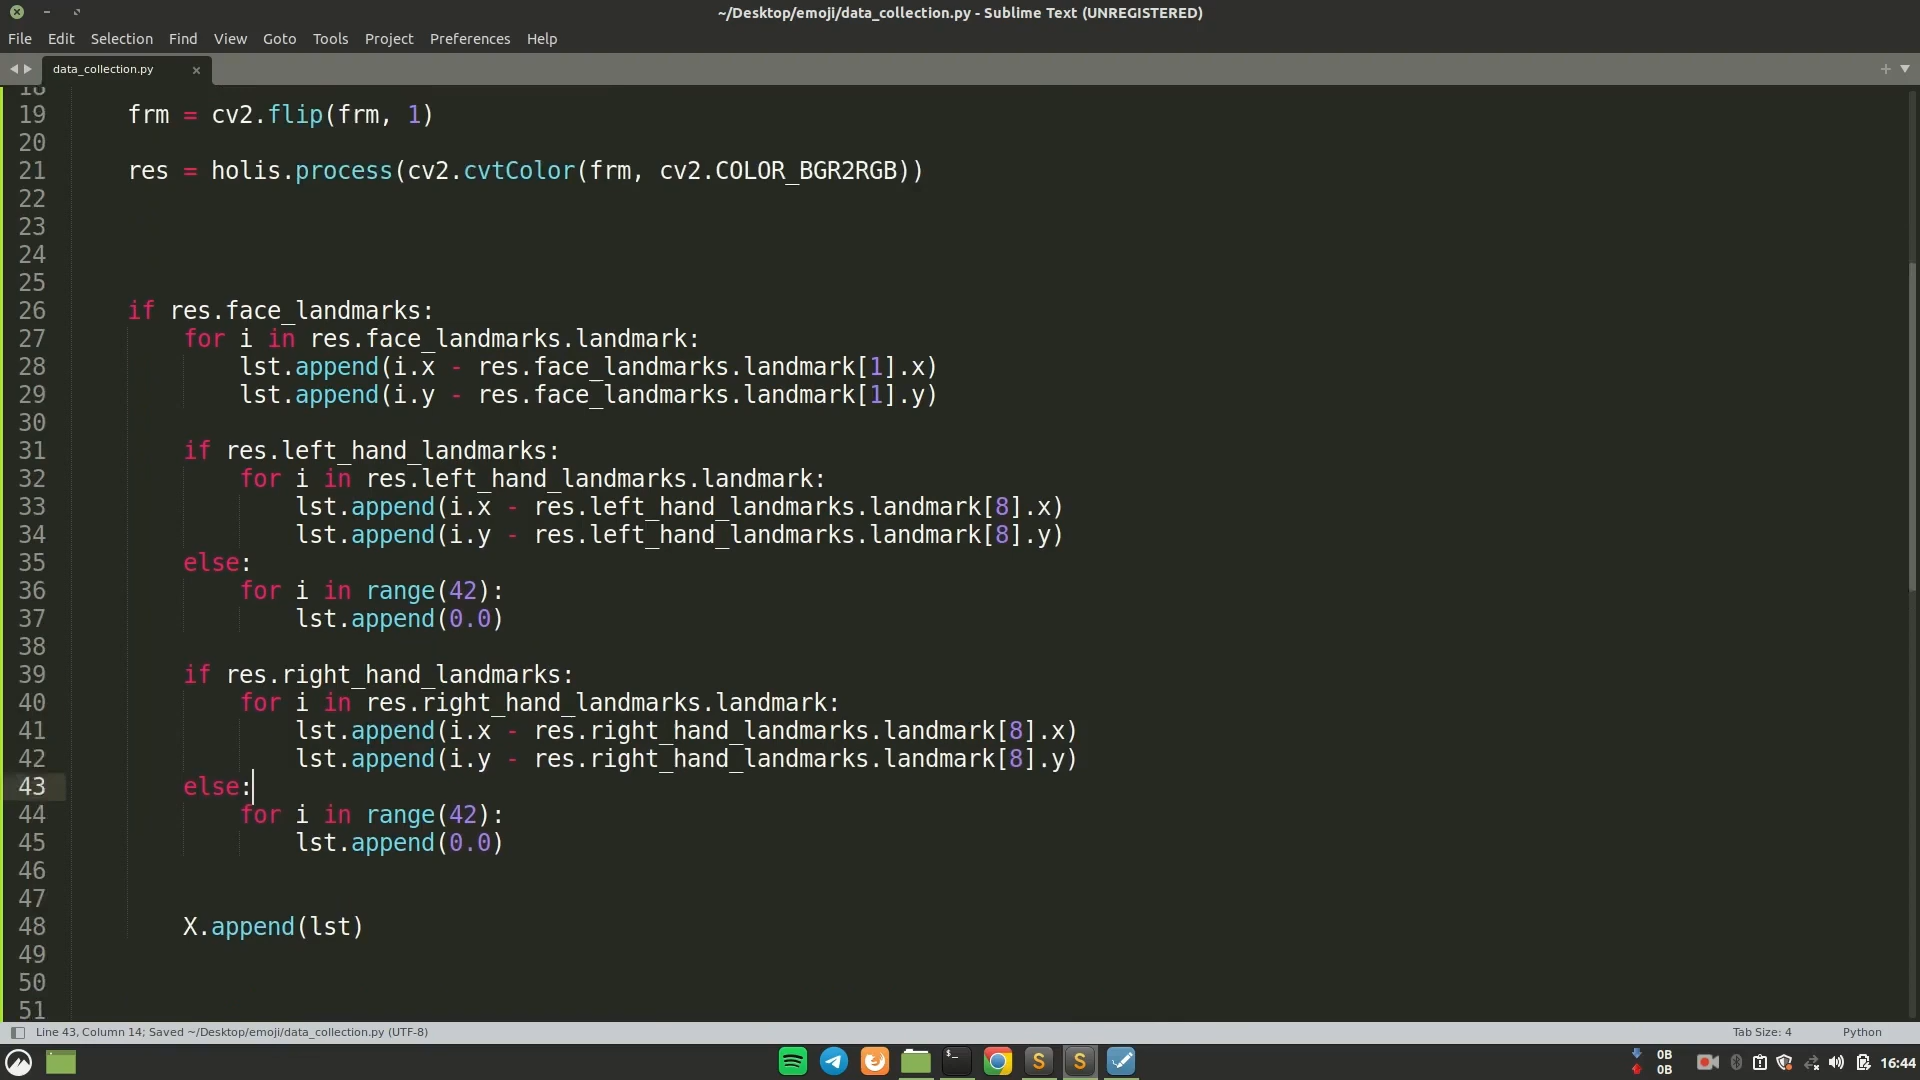 ~/Desktop/emoji/data_collection.py - Sublime Text (UNREGISTERED)
File Edit Selection Find View Goto Tools Project Preferences Help
data_collection.py
18
19 frm = cv2.flip(frm, 1)
20
21 res = holis.process(cv2.cvtColor(frm, cv2.COLOR_BGR2RGB))
22
23
24
25
26 if res.face_landmarks:
27 for i in res.face_landmarks.landmark:
28 lst.append(i.x - res.face_landmarks.landmark[1].x)
29 lst.append(i.y - res.face_landmarks.landmark[1].y)
30
31 if res.left_hand_landmarks:
32 for i in res.left_hand_landmarks.landmark:
33 lst.append(i.x - res.left_hand_landmarks.landmark[8].x)
34 lst.append(i.y - res.left_hand_landmarks.landmark[8].y)
35 else:
36 for i in range(42):
37 lst.append(0.0)
38
39 if res.right_hand_landmarks:
40 for i in res.right_hand_landmarks.landmark:
41 lst.append(i.x - res.right_hand_landmarks.landmark[8].x)
42 lst.append(i.y - res.right_hand_landmarks.landmark[8].y)
43 else:
44 for i in range(42):
45 lst.append(0.0)
46
47
48 X.append(lst)
49
50
51
Line 43, Column 14; Saved ~/Desktop/emoji/data_collection.py (UTF-8) Tab Size: 4 Python
0B
0B
16:44